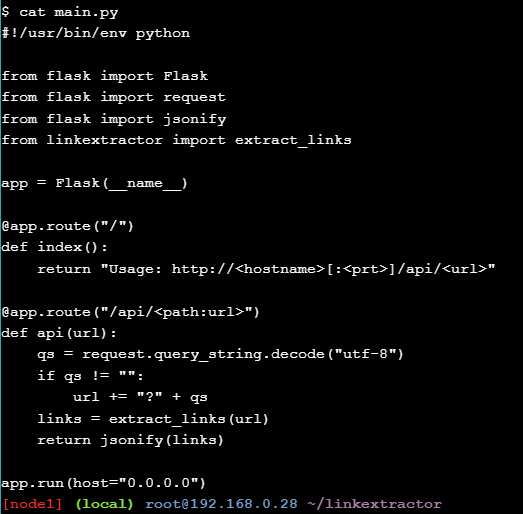 $ cat main.py
#!/usr/bin/env python

from flask import Flask
from flask import request
from flask import jsonify
from linkextractor import extract_links

app = Flask(__name__)

@app.route("/")
def index():
    return "Usage: http://<hostname>[:<prt>]/api/<url>"

@app.route("/api/<path:url>")
def api(url):
    qs = request.query_string.decode("utf-8")
    if qs != "":
        url += "?" + qs
    links = extract_links(url)
    return jsonify(links)

app.run(host="0.0.0.0")
[node1] (local) root@192.168.0.28 ~/linkextractor